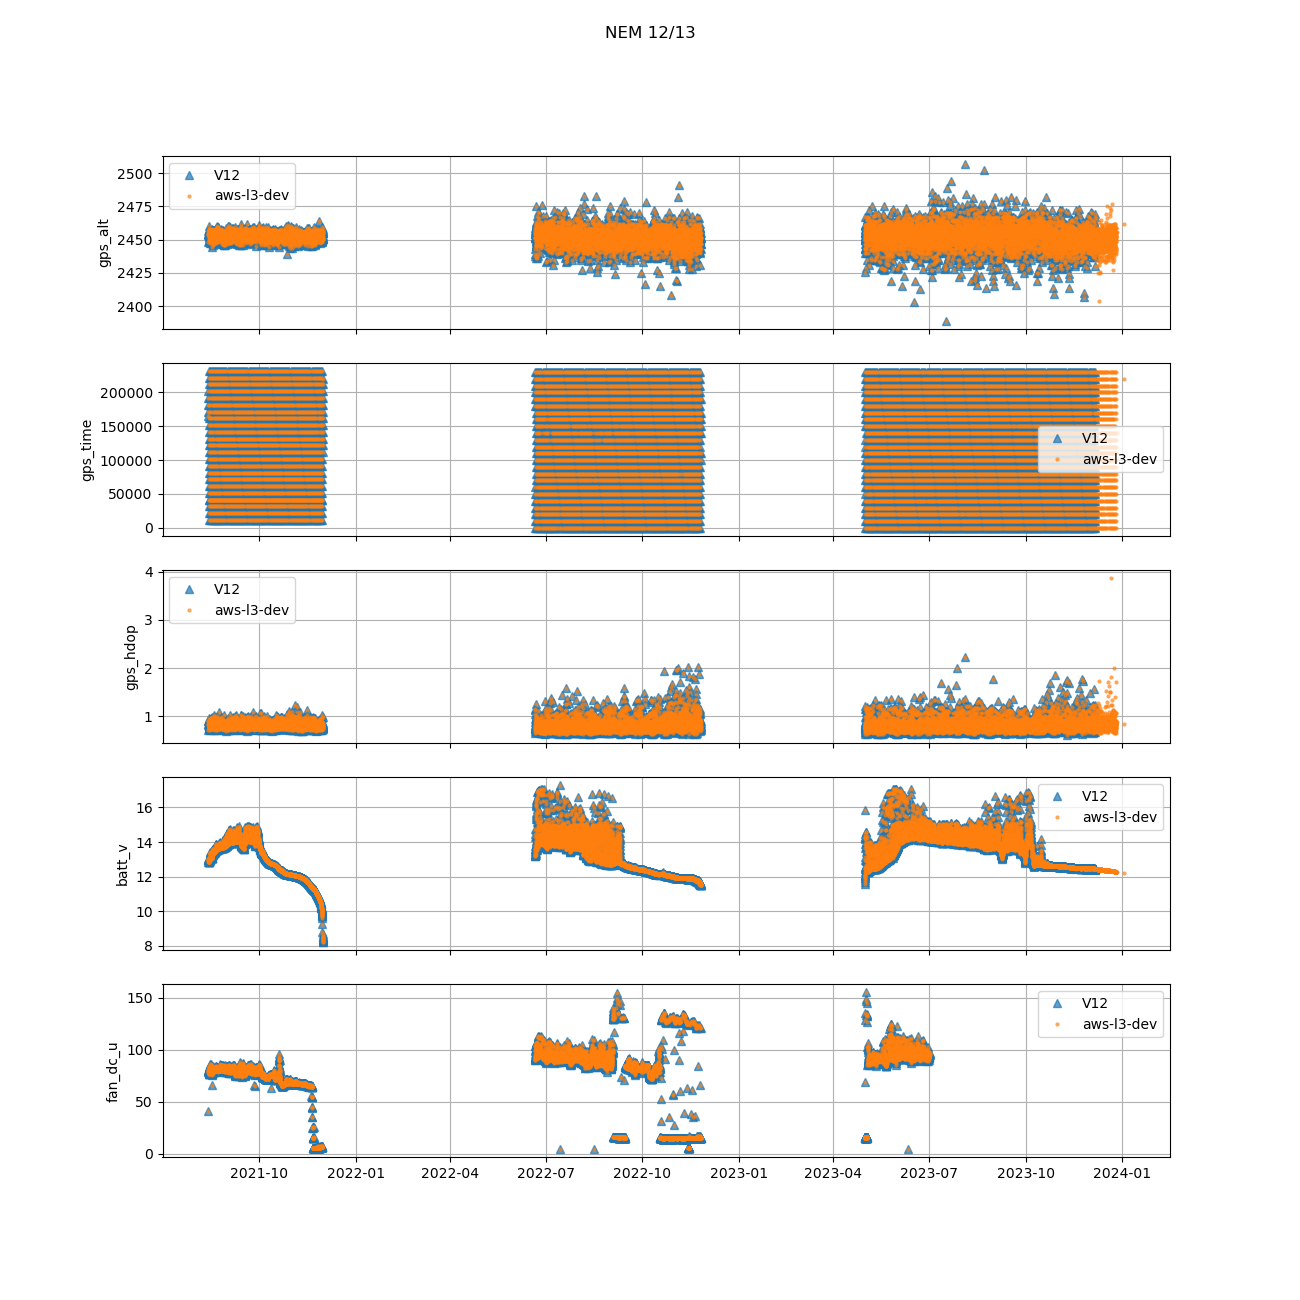 NEM 12/13
gps_alt
2500
2475
2450
2425
2400
V12
aws-l3-dev
gps_time
200000
150000
100000
50000
0
V12
aws-l3-dev
gps_hdop
4
3
2
1
V12
aws-l3-dev
batt_v
16
14
12
10
8
V12
aws-l3-dev
fan_dc_u
150
100
50
0
V12
aws-l3-dev
2021-10 2022-01 2022-04 2022-07 2022-10 2023-01 2023-04 2023-07 2023-10 2024-01